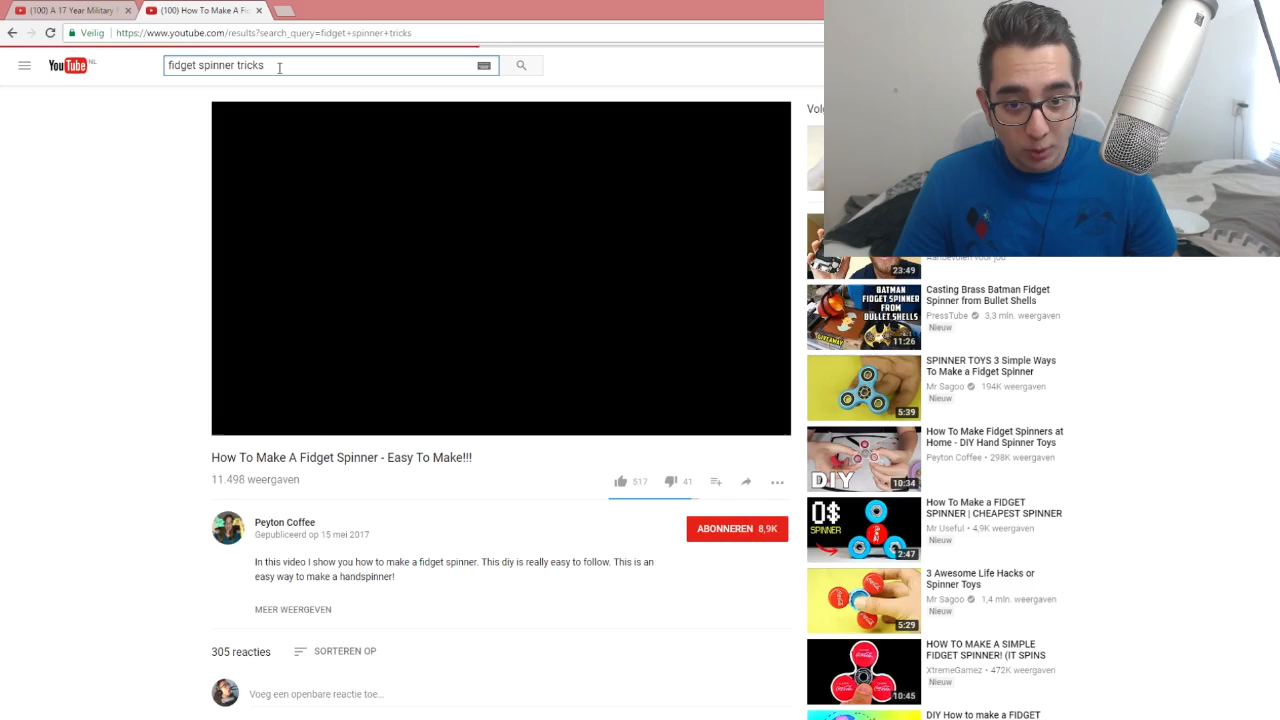 (100) A 17 Year Military
(100) How To Make A Fi
Veilig
https://www.youtube.com/results?search_query=fidget+spinner+tricks
YouTube NL
fidget spinner tricks
Volg
23:49
Aanbevolen voor jou
BATMAN
FIDGET SPINNER
FROM
BULLET SHELLS
GIVEAWAY
11:26
Casting Brass Batman Fidget
Spinner from Bullet Shells
PressTube
3,3 mln. weergaven
Nieuw
5:39
SPINNER TOYS 3 Simple Ways
To Make a Fidget Spinner
Mr Sagoo
194K weergaven
Nieuw
DIY
10:34
How To Make Fidget Spinners at
Home - DIY Hand Spinner Toys
Peyton Coffee • 298K weergaven
0$
SPINNER
2:47
How To Make a FIDGET
SPINNER | CHEAPEST SPINNER
Mr Useful • 4,9K weergaven
Nieuw
5:29
3 Awesome Life Hacks or
Spinner Toys
Mr Sagoo
1,4 mln. weergaven
Nieuw
10:45
HOW TO MAKE A SIMPLE
FIDGET SPINNER! (IT SPINS
XtremeGamez • 472K weergaven
Nieuw
DIY How to make a FIDGET
How To Make A Fidget Spinner - Easy To Make!!!
11.498 weergaven
517
41
Peyton Coffee
Gepubliceerd op 15 mei 2017
ABONNEREN 8,9K
In this video I show you how to make a fidget spinner. This diy is really easy to follow. This is an
easy way to make a handspinner!
MEER WEERGEVEN
305 reacties
SORTEREN OP
Voeg een openbare reactie toe...